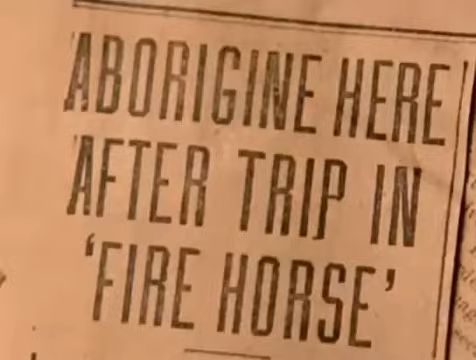 ABORIGINE HERE
AFTER TRIP IN
‘FIRE HORSE’